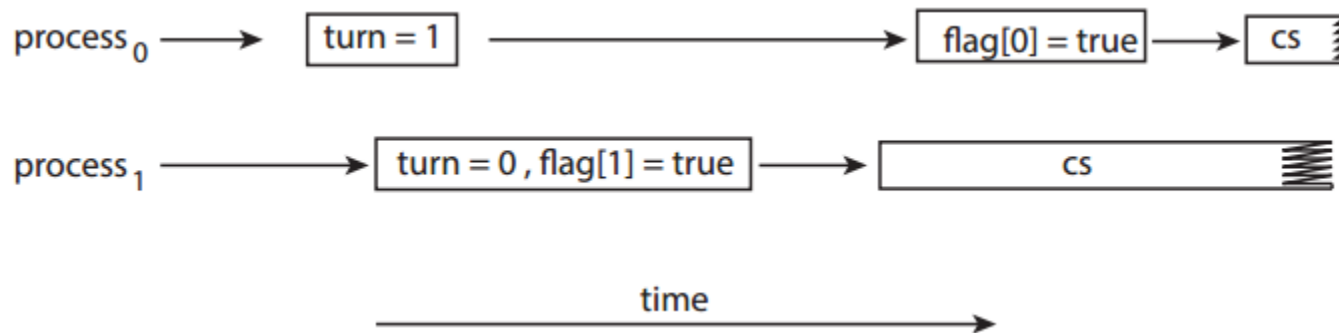 process₀ turn = 1 flag[0] = true cs
process₁ turn = 0 , flag[1] = true cs
time